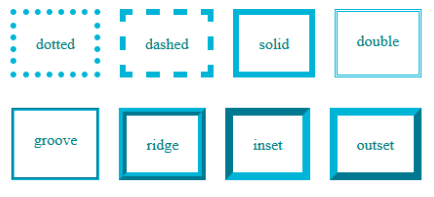 dotted dashed solid double
groove ridge inset outset